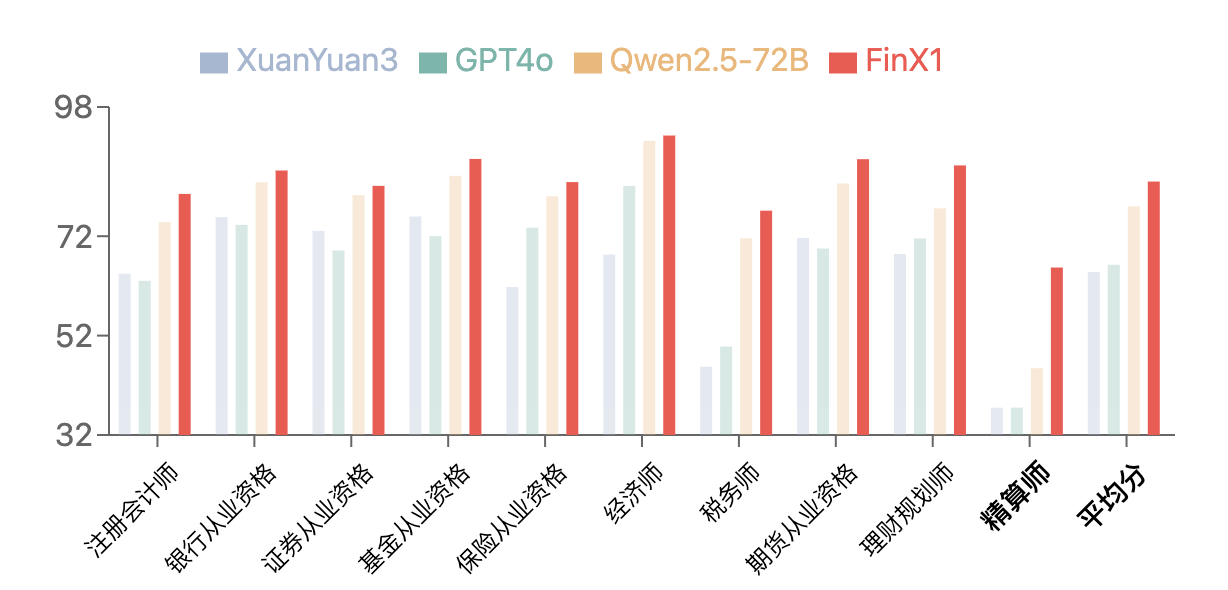 XuanYuan3 GPT4o Qwen2.5-72B FinX1
98
72
52
32
注册会计师
银行从业资格
证券从业资格
基金从业资格
保险从业资格
经济师
税务师
期货从业资格
理财规划师
精算师
平均分